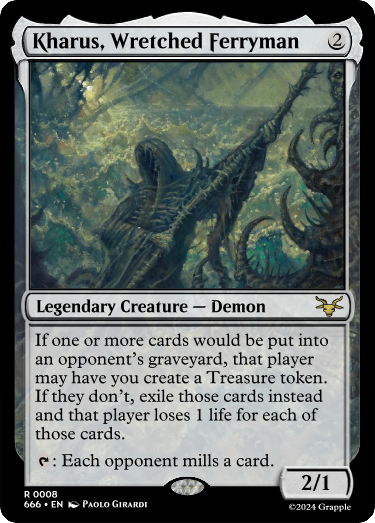 Kharus, Wretched Ferryman 2
Legendary Creature — Demon
If one or more cards would be put into
an opponent's graveyard, that player
may have you create a Treasure token.
If they don't, exile those cards instead
and that player loses 1 life for each of
those cards.
: Each opponent mills a card.
2/1
R 0008
666 • EN Paolo Girardi
©2024 Grapple